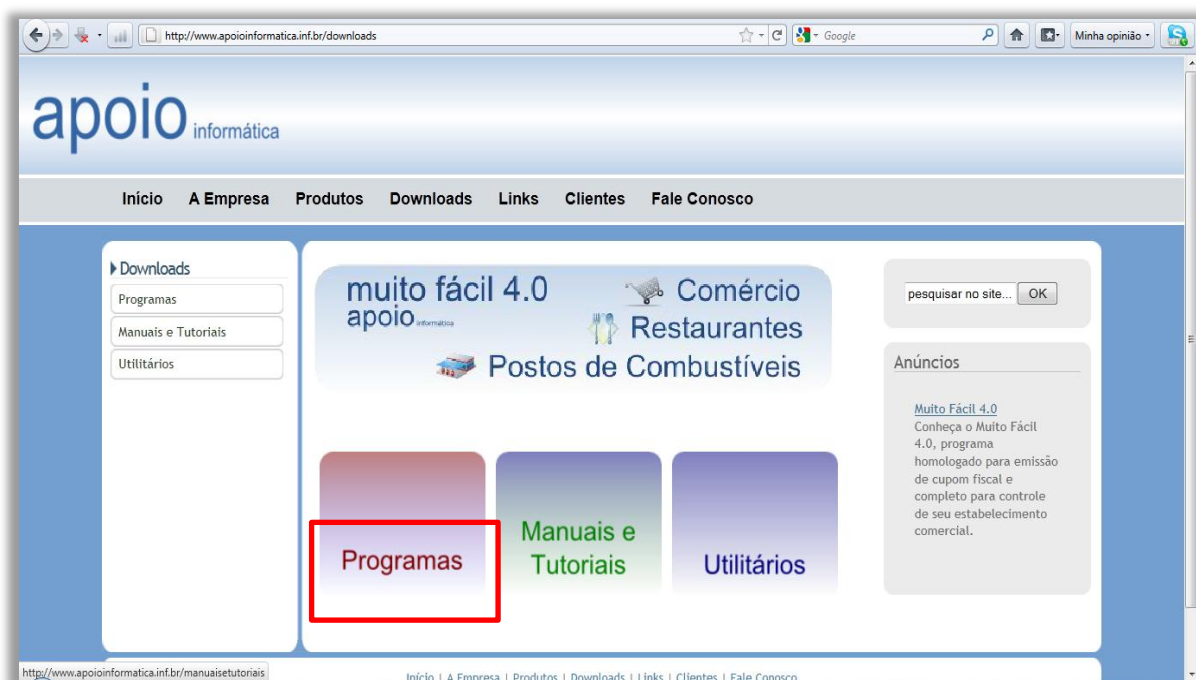 http://www.apoioinformatica.inf.br/downloads
Google
Minha opinião
apoio informática
Início A Empresa Produtos Downloads Links Clientes Fale Conosco
Downloads
Programas
Manuais e Tutoriais
Utilitários
muito fácil 4.0
apoio informática
Comércio
Restaurantes
Postos de Combustíveis
Programas
Manuais e
Tutoriais
Utilitários
pesquisar no site... OK
Anúncios
Muito Fácil 4.0
Conheça o Muito Fácil
4.0, programa
homologado para emissão
de cupom fiscal e
completo para controle
de seu estabelecimento
comercial.
http://www.apoioinformatica.inf.br/manuaisetutoriais
Início | A Empresa | Produtos | Downloads | Links | Clientes | Fale Conosco